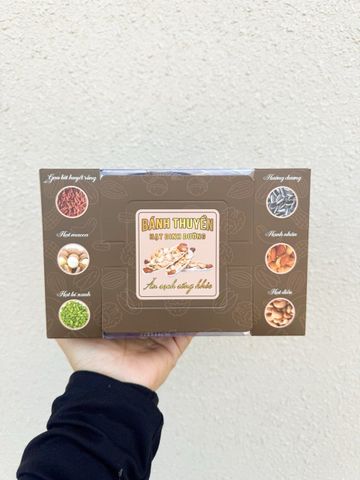 Gạo lứt huyết rồng
Hạt macca
Hạt bí xanh
BÁNH THUYỀN
HẠT DINH DƯỠNG
Ăn sạch sống khỏe
Hướng dương
Hạnh nhân
Hạt điều